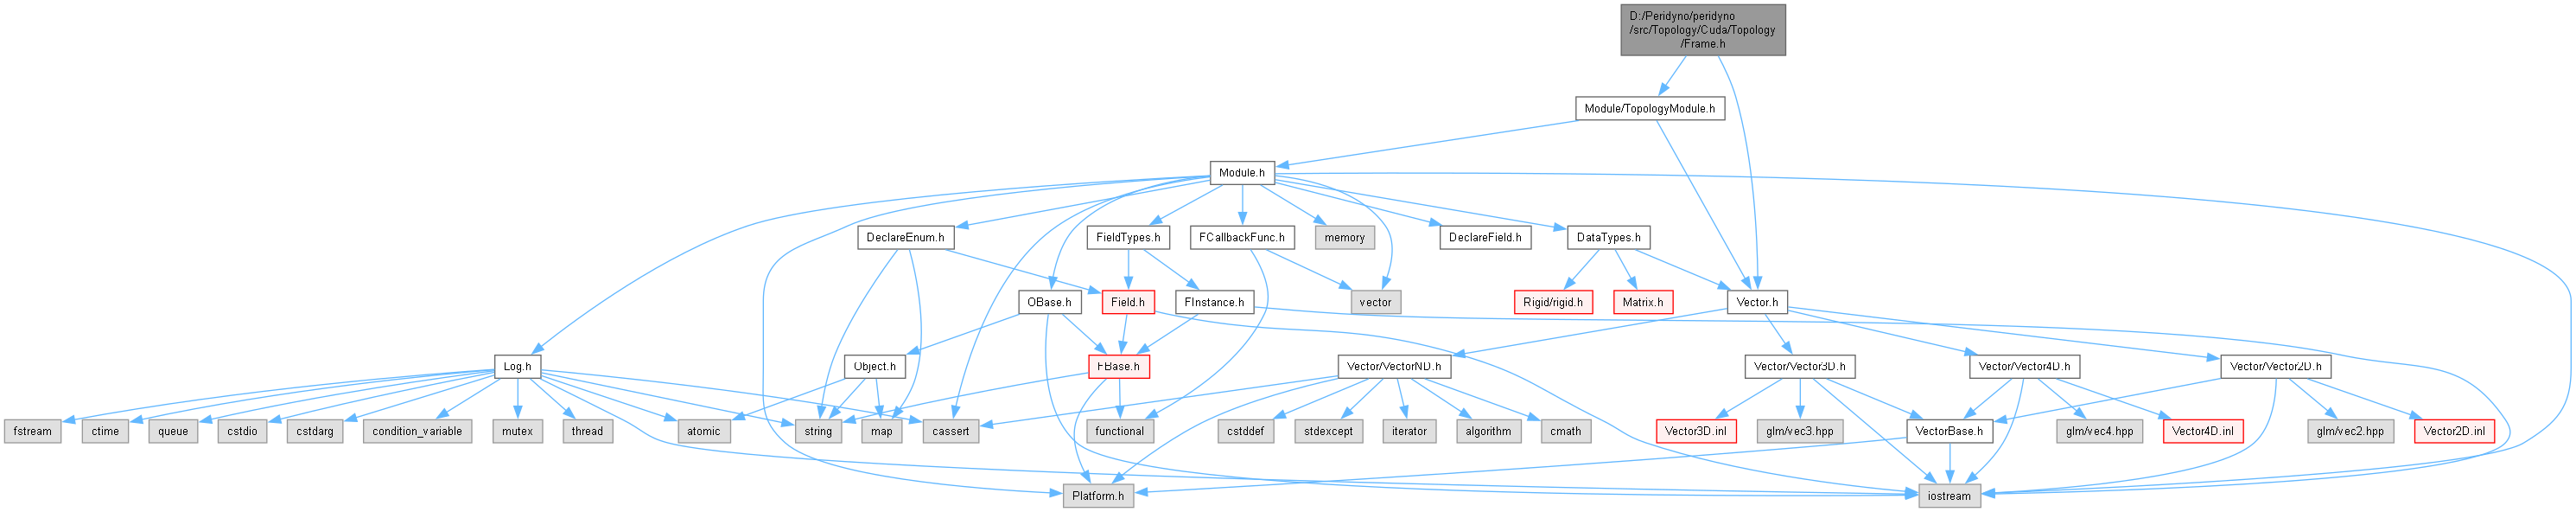 D:/Peridyno/peridyno
/src/Topology/Cuda/Topology
/Frame.h
Module/TopologyModule.h
Module.h
DeclareEnum.h
FieldTypes.h
FCallbackFunc.h
memory
DeclareField.h
DataTypes.h
OBase.h
Field.h
FInstance.h
vector
Rigid/rigid.h
Matrix.h
Vector.h
Log.h
Object.h
FBase.h
Vector/VectorND.h
Vector/Vector3D.h
Vector/Vector4D.h
Vector/Vector2D.h
fstream
ctime
queue
cstdio
cstdarg
condition_variable
mutex
thread
atomic
string
map
cassert
functional
cstddef
stdexcept
iterator
algorithm
cmath
Vector3D.inl
glm/vec3.hpp
VectorBase.h
glm/vec4.hpp
Vector4D.inl
glm/vec2.hpp
Vector2D.inl
Platform.h
iostream